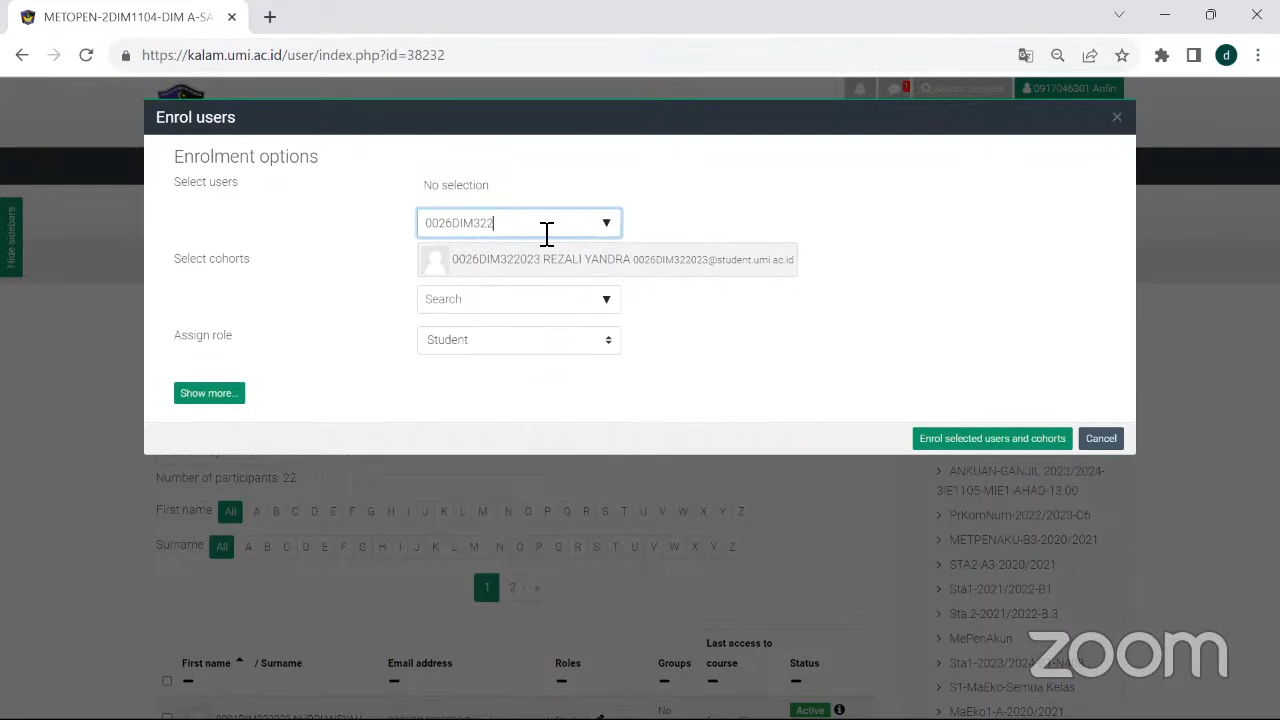 METOPEN-2DIM1104-DIM A-SA
https://kalam.umi.ac.id/user/index.php?id=38232
d
1
Search courses
0917046301 Arifin
Enrol users
Hide sidebars
Enrolment options
Select users
No selection
0026DIM322
Select cohorts
0026DIM322023 REZALI YANDRA 0026DIM322023@student.umi.ac.id
Search
Assign role
Student
Show more...
Enrol selected users and cohorts
Cancel
Number of participants 22
First name All A B C D E F G H I J K L M N O P Q R S T U V W X Y Z
Surname All A B C D E F G H I J K L M N O P Q R S T U V W X Y Z
1 2 »
First name / Surname
Email address
Roles
Groups
Last access to
course
Status
No
Active
ANKUAN-GANJIL 2023/2024-
3IE1105-MIE1-AHAD-13.00
PrKomNum-2022/2023-C6
METPENAKU-B3-2020/2021
STA2-A3-2020/2021
Sta1-2021/2022-B1
Sta.2-2021/2022-B.3
MePenAkun
S1-MaEko-Semua Kelas
MaEko1-A-2020/2021
zoom